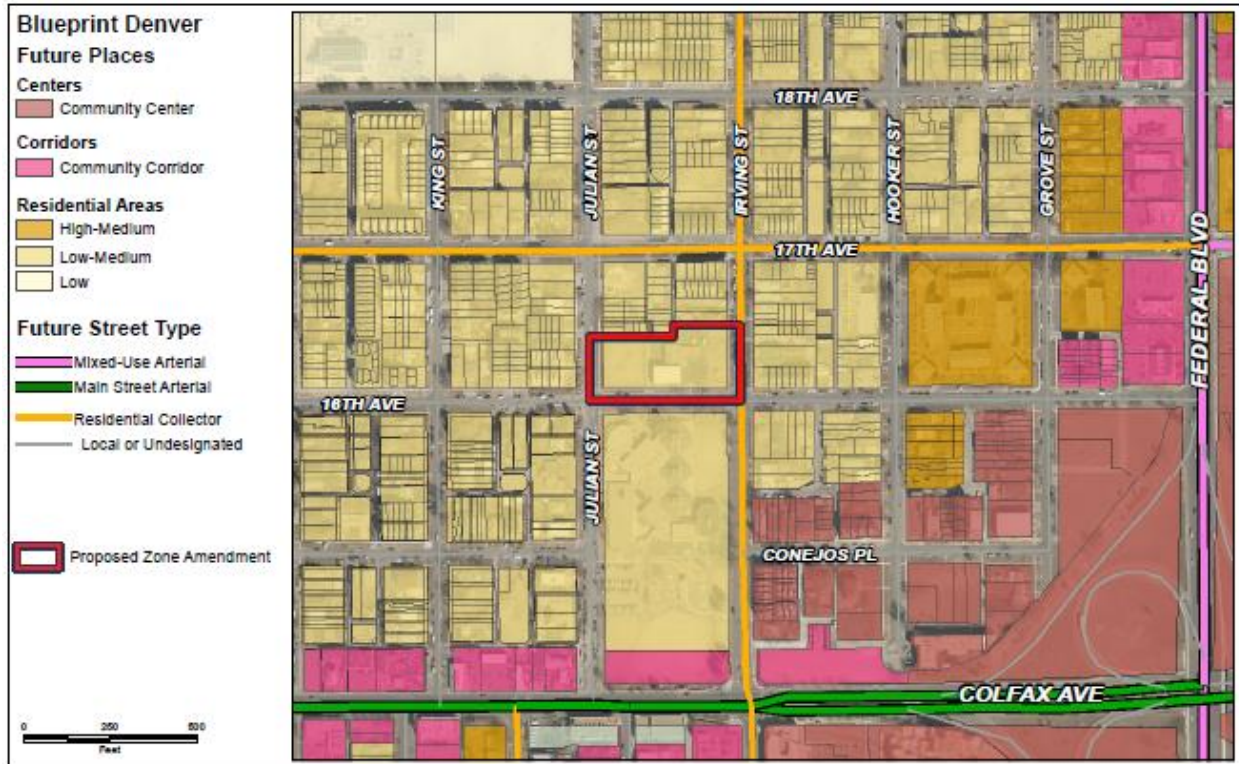 Blueprint Denver
Future Places
Centers
Community Center
Corridors
Community Corridor
Residential Areas
High-Medium
Low-Medium
Low
Future Street Type
Mixed-Use Arterial
Main Street Arterial
Residential Collector
Local or Undesignated
Proposed Zone Amendment
0 250 500
Feet
18TH AVE
KING ST
JULIAN ST
IRVING ST
HOOKER ST
GROVE ST
17TH AVE
FEDERAL BLVD
16TH AVE
JULIAN ST
CONEJOS PL
COLFAX AVE